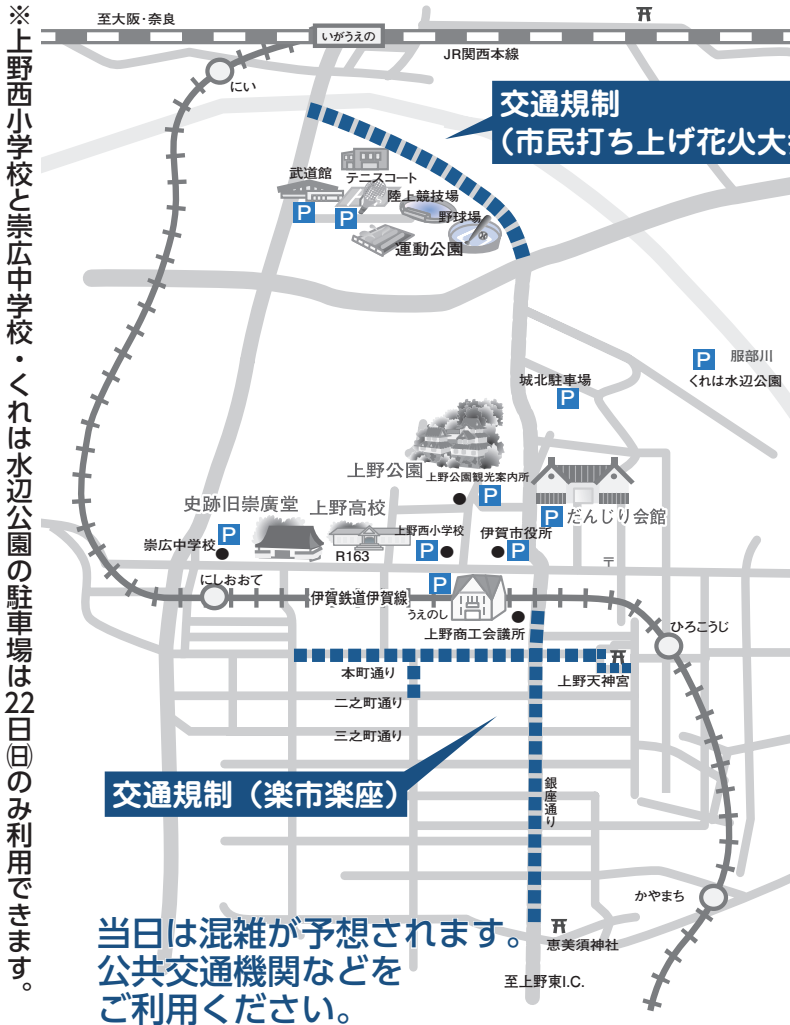 ※上野西小学校と崇広中学校・くれは水辺公園の駐車場は22日㈰のみ利用できます。
至大阪・奈良
いがうえの
JR関西本線
にい
交通規制
（市民打ち上げ花火大
武道館
テニスコート
陸上競技場
野球場
P
P
運動公園
P
服部川
くれは水辺公園
城北駐車場
P
上野公園
上野公園観光案内所
P
史跡旧崇廣堂
上野高校
P
だんじり会館
崇広中学校
P
R163
上野西小学校
P
伊賀市役所
P
〒
にしおおて
伊賀鉄道伊賀線
P
うえのし
上野商工会議所
ひろこうじ
本町通り
上野天神宮
二之町通り
三之町通り
交通規制（楽市楽座）
銀座通り
かやまち
恵美須神社
至上野東I.C.
当日は混雑が予想されます。
公共交通機関などを
ご利用ください。